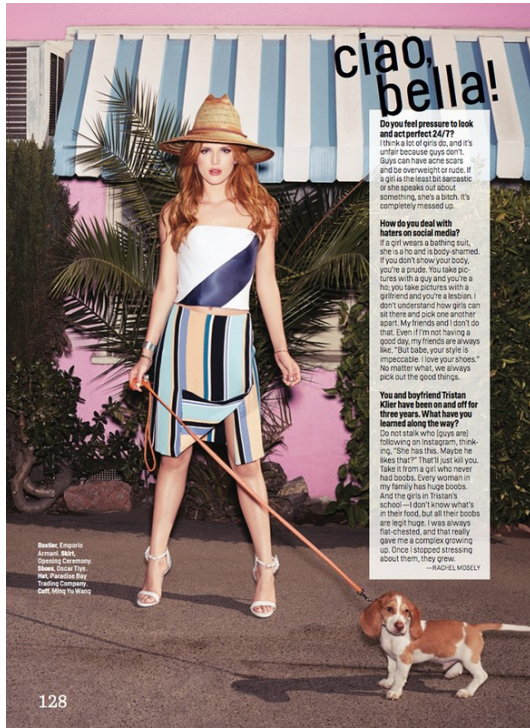 ciao,
bella!
Do you feel pressure to look
and act perfect 24/7?
I think a lot of girls do, and it's
unfair because guys don't.
Guys can have acne scars
and be overweight or rude. If
a girl is the least bit sarcastic
or she speaks out about
something, she's a bitch. It's
completely messed up.
How do you deal with
haters on social media?
If a girl wears a bathing suit,
she is a ho and is body-shamed.
If you don't show your body,
you're a prude. You take pic-
tures with a guy and you're a
ho; you take pictures with a
girlfriend and you're a lesbian. I
don't understand how girls can
sit there and pick one another
apart. My friends and I don't do
that. Even if I'm not having a
good day, my friends are always
like, "But babe, your style is
impeccable. I love your shoes."
No matter what, we always
pick out the good things.
You and boyfriend Tristan
Klier have been on and off for
three years. What have you
learned along the way?
Do not stalk who [guys are]
following on Instagram, think-
ing, "She has this. Maybe he
likes that?" That'll just kill you.
Take it from a girl who never
had boobs. Every woman in
my family has huge boobs.
And the girls in Tristan's
school—I don't know what's
in their food, but all their boobs
are legit huge. I was always
flat-chested, and that really
gave me a complex growing
up. Once I stopped stressing
about them, they grew.
—RACHEL MOSELY
Bustier, Emporio
Armani. Skirt,
Opening Ceremony.
Shoes, Oscar Tiye.
Hat, Paradise Bay
Trading Company.
Cuff, Ming Yu Wang
128